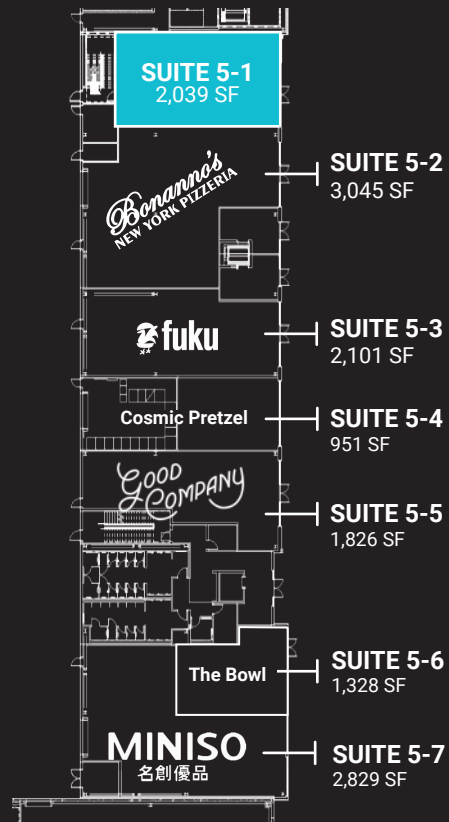 SUITE 5-1
2,039 SF
Bonanno's
NEW YORK PIZZERIA
SUITE 5-2
3,045 SF
fuku
SUITE 5-3
2,101 SF
Cosmic Pretzel
SUITE 5-4
951 SF
GOOD
COMPANY
SUITE 5-5
1,826 SF
The Bowl
SUITE 5-6
1,328 SF
MINISO
名創優品
SUITE 5-7
2,829 SF